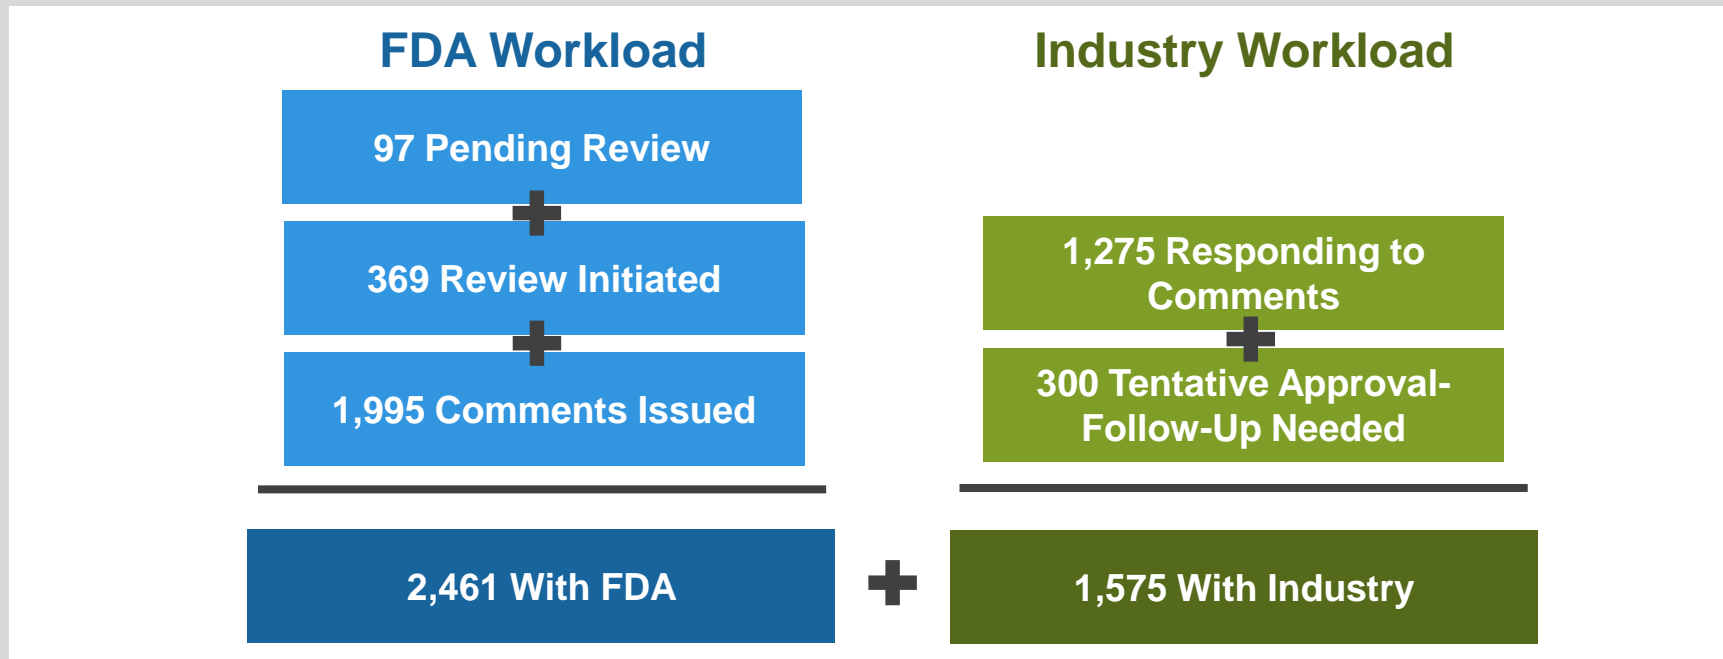 FDA Workload
97 Pending Review
369 Review Initiated
1,995 Comments Issued
2,461 With FDA
Industry Workload
1,275 Responding to
Comments
300 Tentative Approval-
Follow-Up Needed
1,575 With Industry